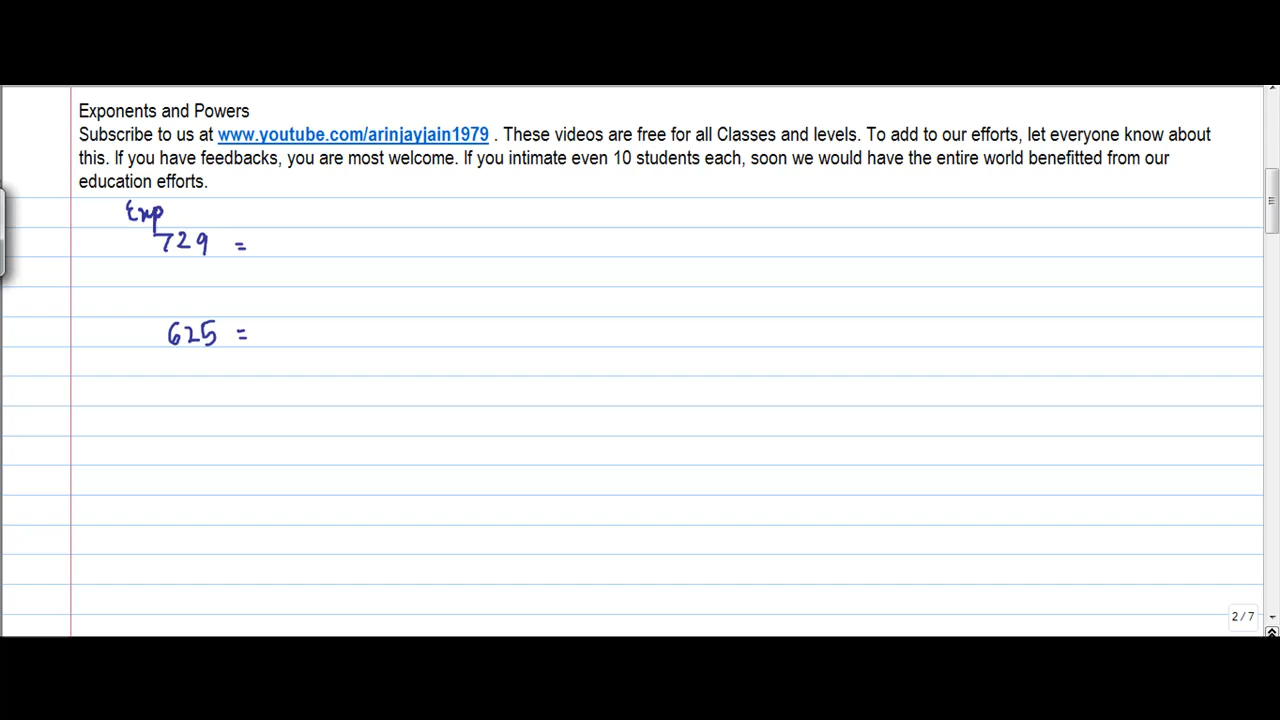 Exponents and Powers
Subscribe to us at www.youtube.com/arinjayjain1979 . These videos are free for all Classes and levels. To add to our efforts, let everyone know about
this. If you have feedbacks, you are most welcome. If you intimate even 10 students each, soon we would have the entire world benefitted from our
education efforts.
Exp
729 =
625 =
2 / 7